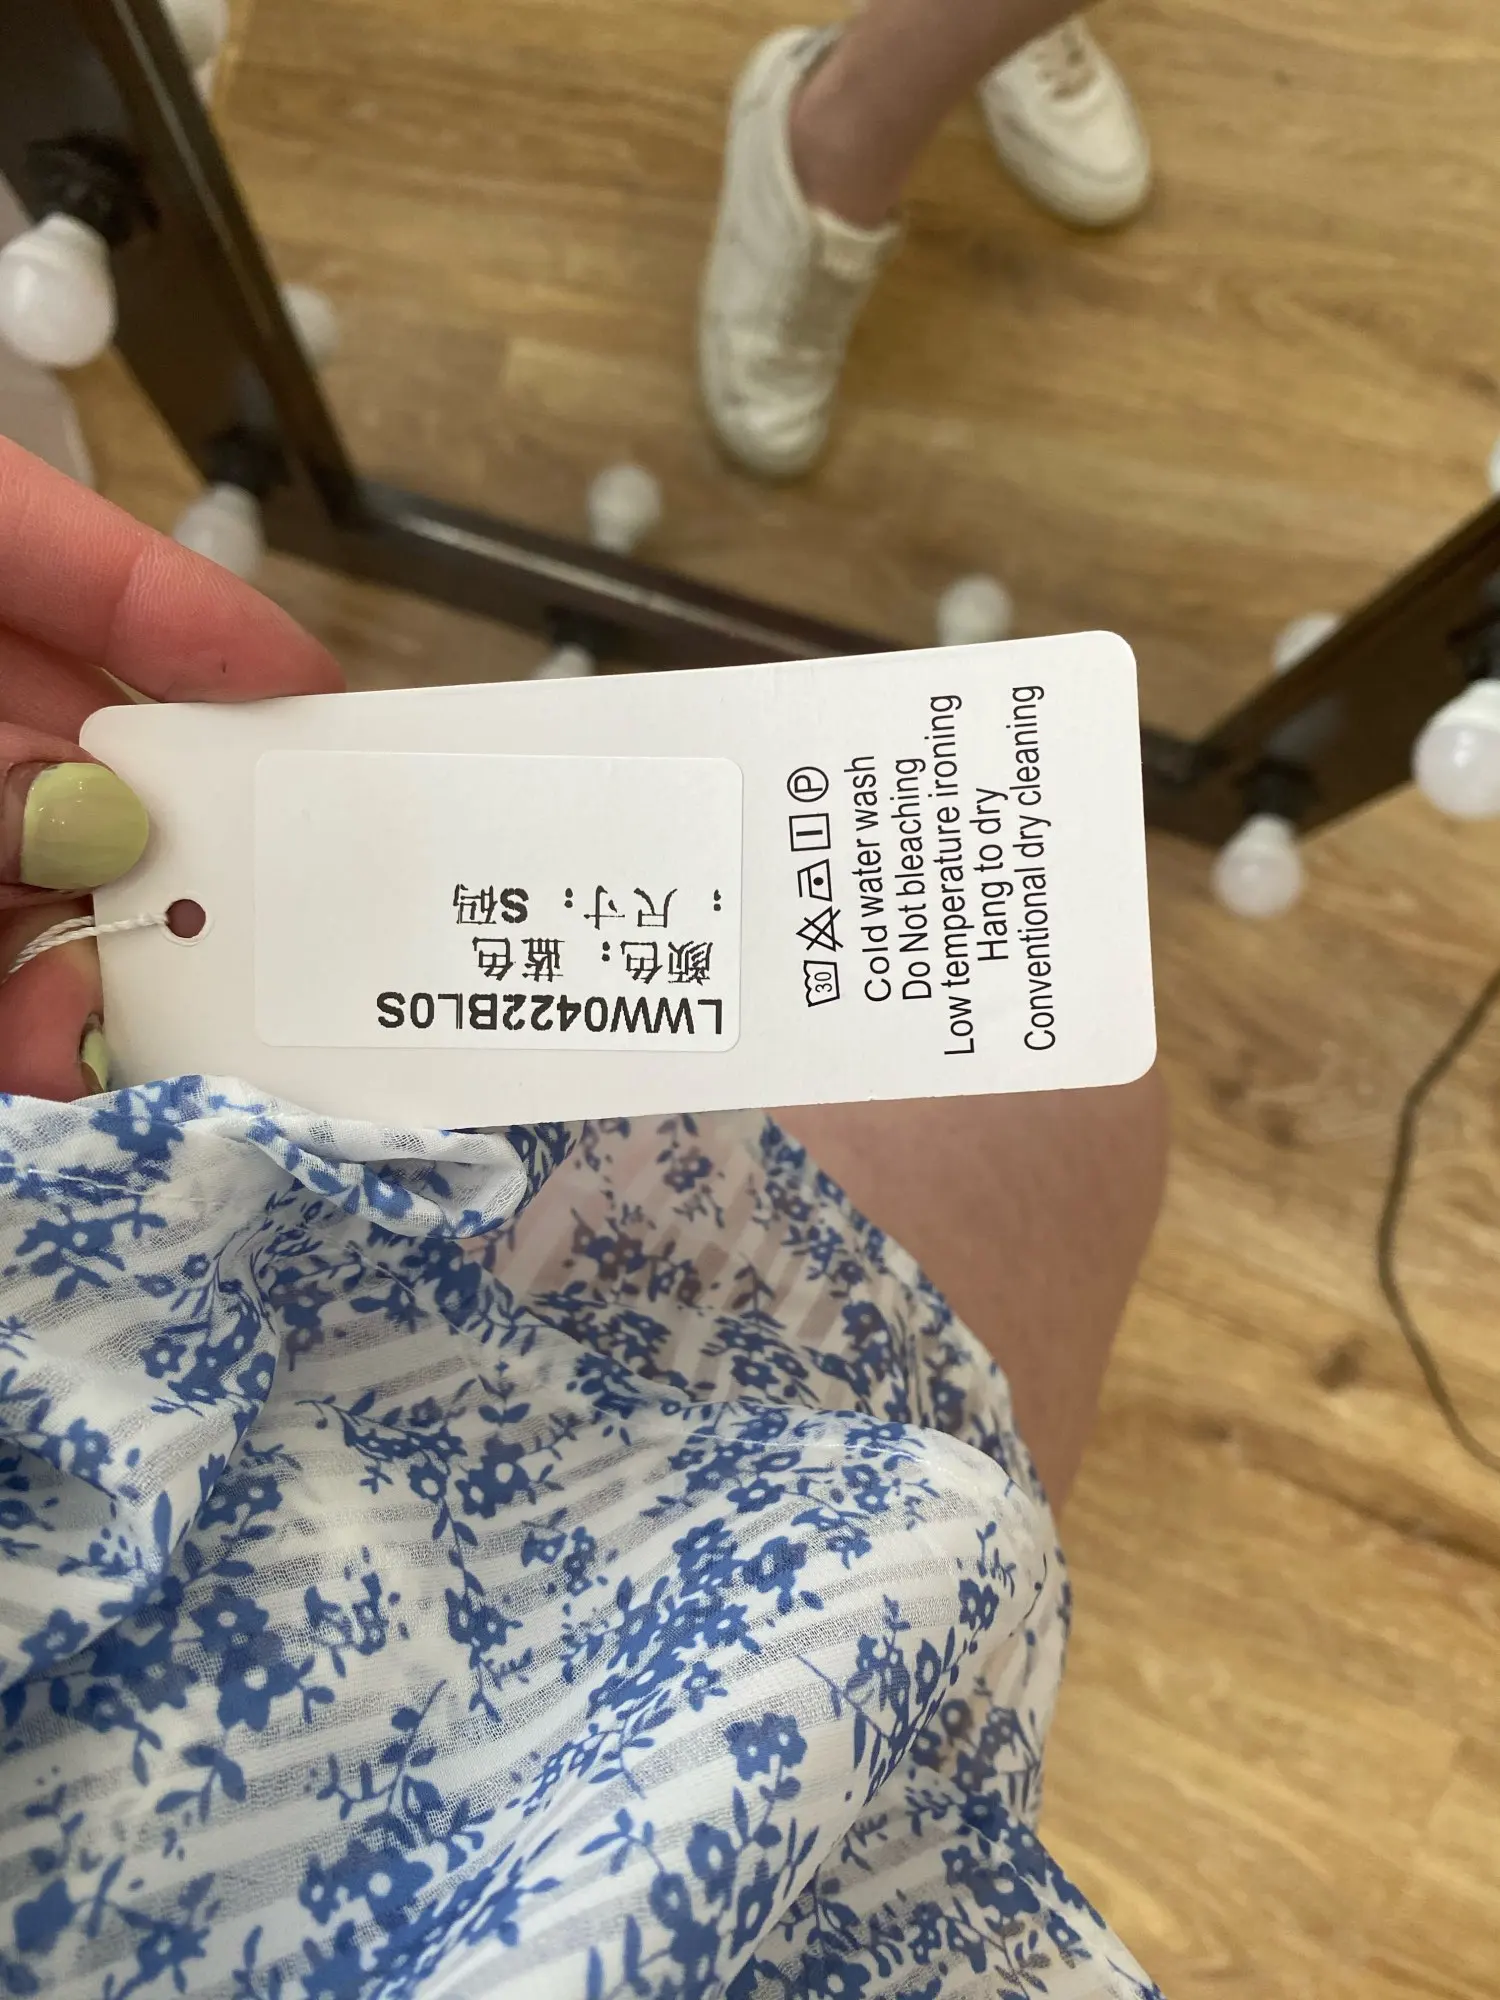 LWW0422BL0S
颜色：蓝色
：尺寸：S码
30 P
Cold water wash
Do Not bleaching
Low temperature ironing
Hang to dry
Conventional dry cleaning